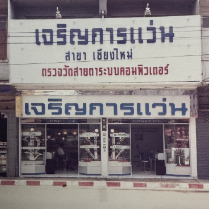 เจริญการแว่น
สาขา เชียงใหม่
ตรวจวัดสายตาระบบคอมพิวเตอร์
เจริญการแว่น